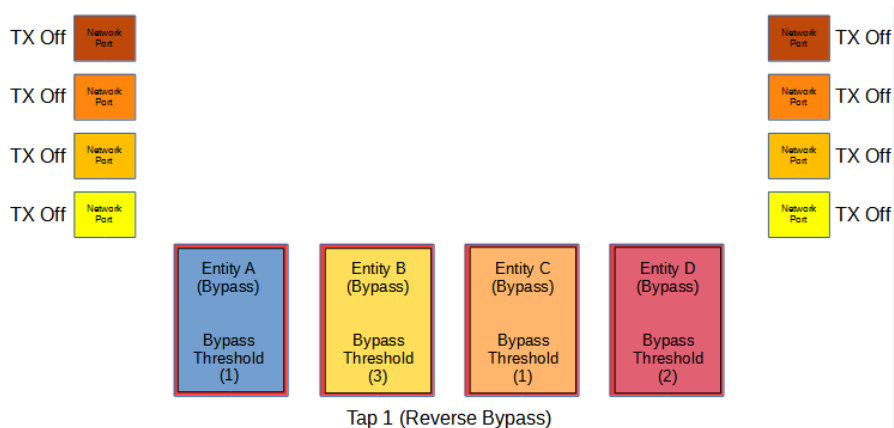 TX Off
Network
Port
Network
Port
TX Off
TX Off
Network
Port
Network
Port
TX Off
TX Off
Network
Port
Network
Port
TX Off
TX Off
Network
Port
Network
Port
TX Off
Entity A
(Bypass)
Bypass
Threshold
(1)
Entity B
(Bypass)
Bypass
Threshold
(3)
Entity C
(Bypass)
Bypass
Threshold
(1)
Entity D
(Bypass)
Bypass
Threshold
(2)
Tap 1 (Reverse Bypass)